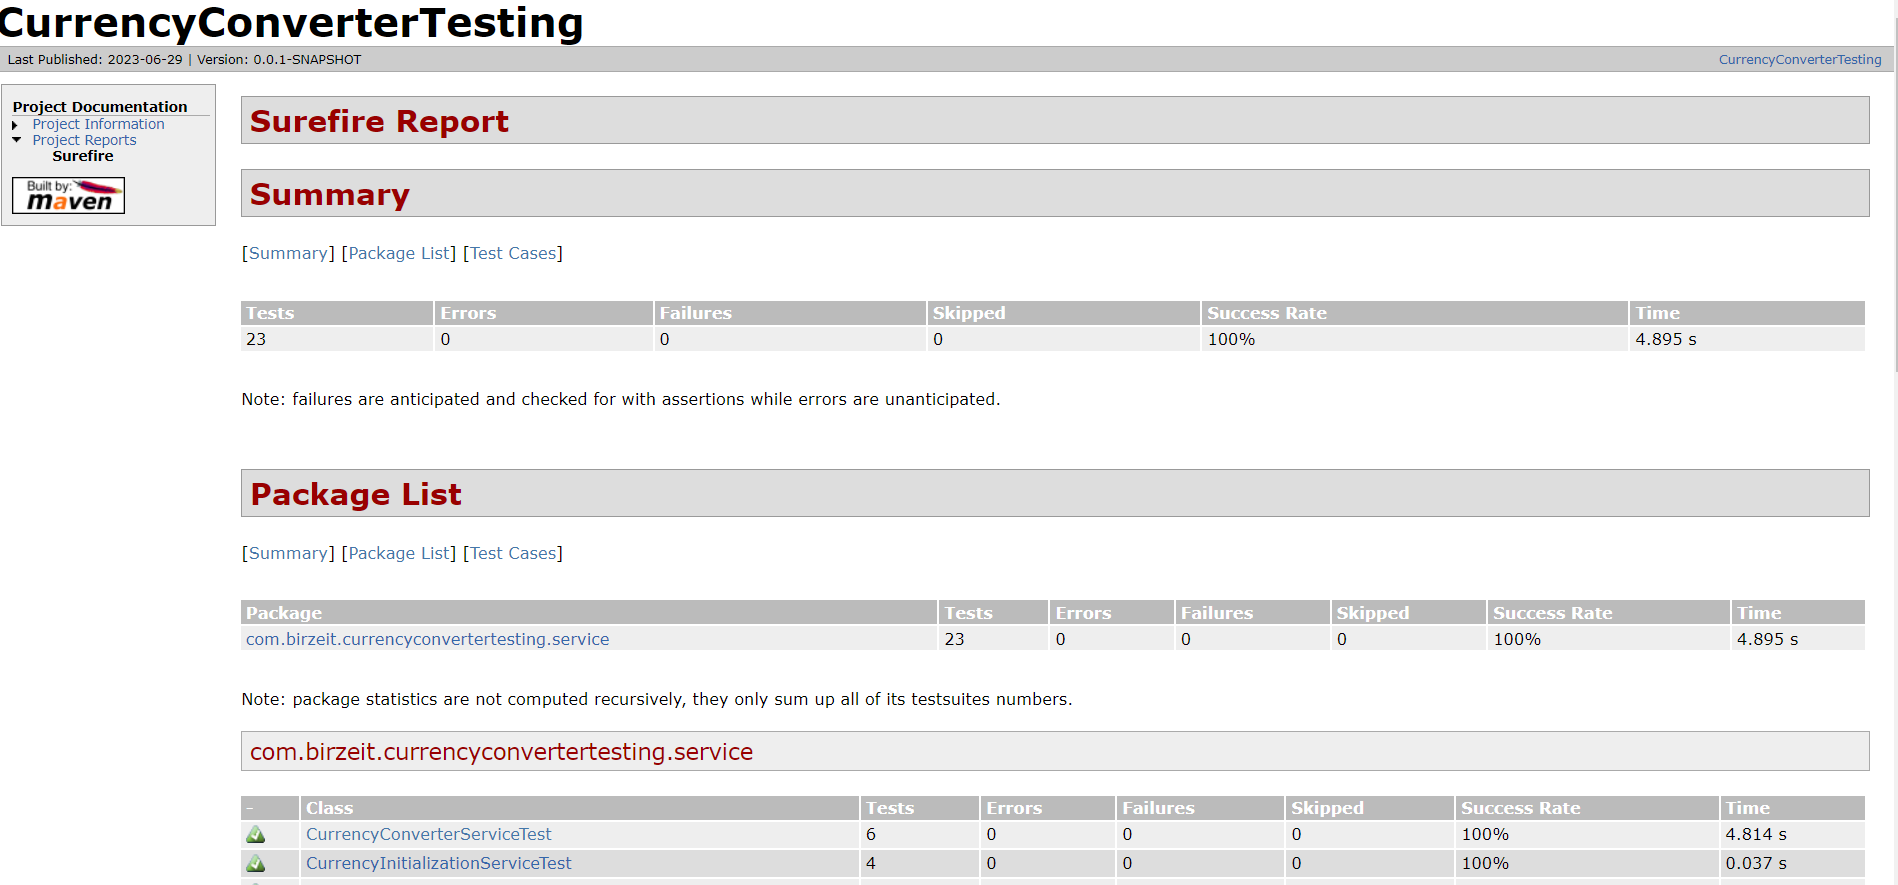 CurrencyConverterTesting
Last Published: 2023-06-29 | Version: 0.0.1-SNAPSHOT CurrencyConverterTesting
Project Documentation
Project Information
Project Reports
Surefire
Built by:
maven
Surefire Report
Summary
[Summary] [Package List] [Test Cases]
Tests Errors Failures Skipped Success Rate Time
23 0 0 0 100% 4.895 s
Note: failures are anticipated and checked for with assertions while errors are unanticipated.
Package List
[Summary] [Package List] [Test Cases]
Package Tests Errors Failures Skipped Success Rate Time
com.birzeit.currencyconvertertesting.service 23 0 0 0 100% 4.895 s
Note: package statistics are not computed recursively, they only sum up all of its testsuites numbers.
com.birzeit.currencyconvertertesting.service
- Class Tests Errors Failures Skipped Success Rate Time
CurrencyConverterServiceTest 6 0 0 0 100% 4.814 s
CurrencyInitializationServiceTest 4 0 0 0 100% 0.037 s